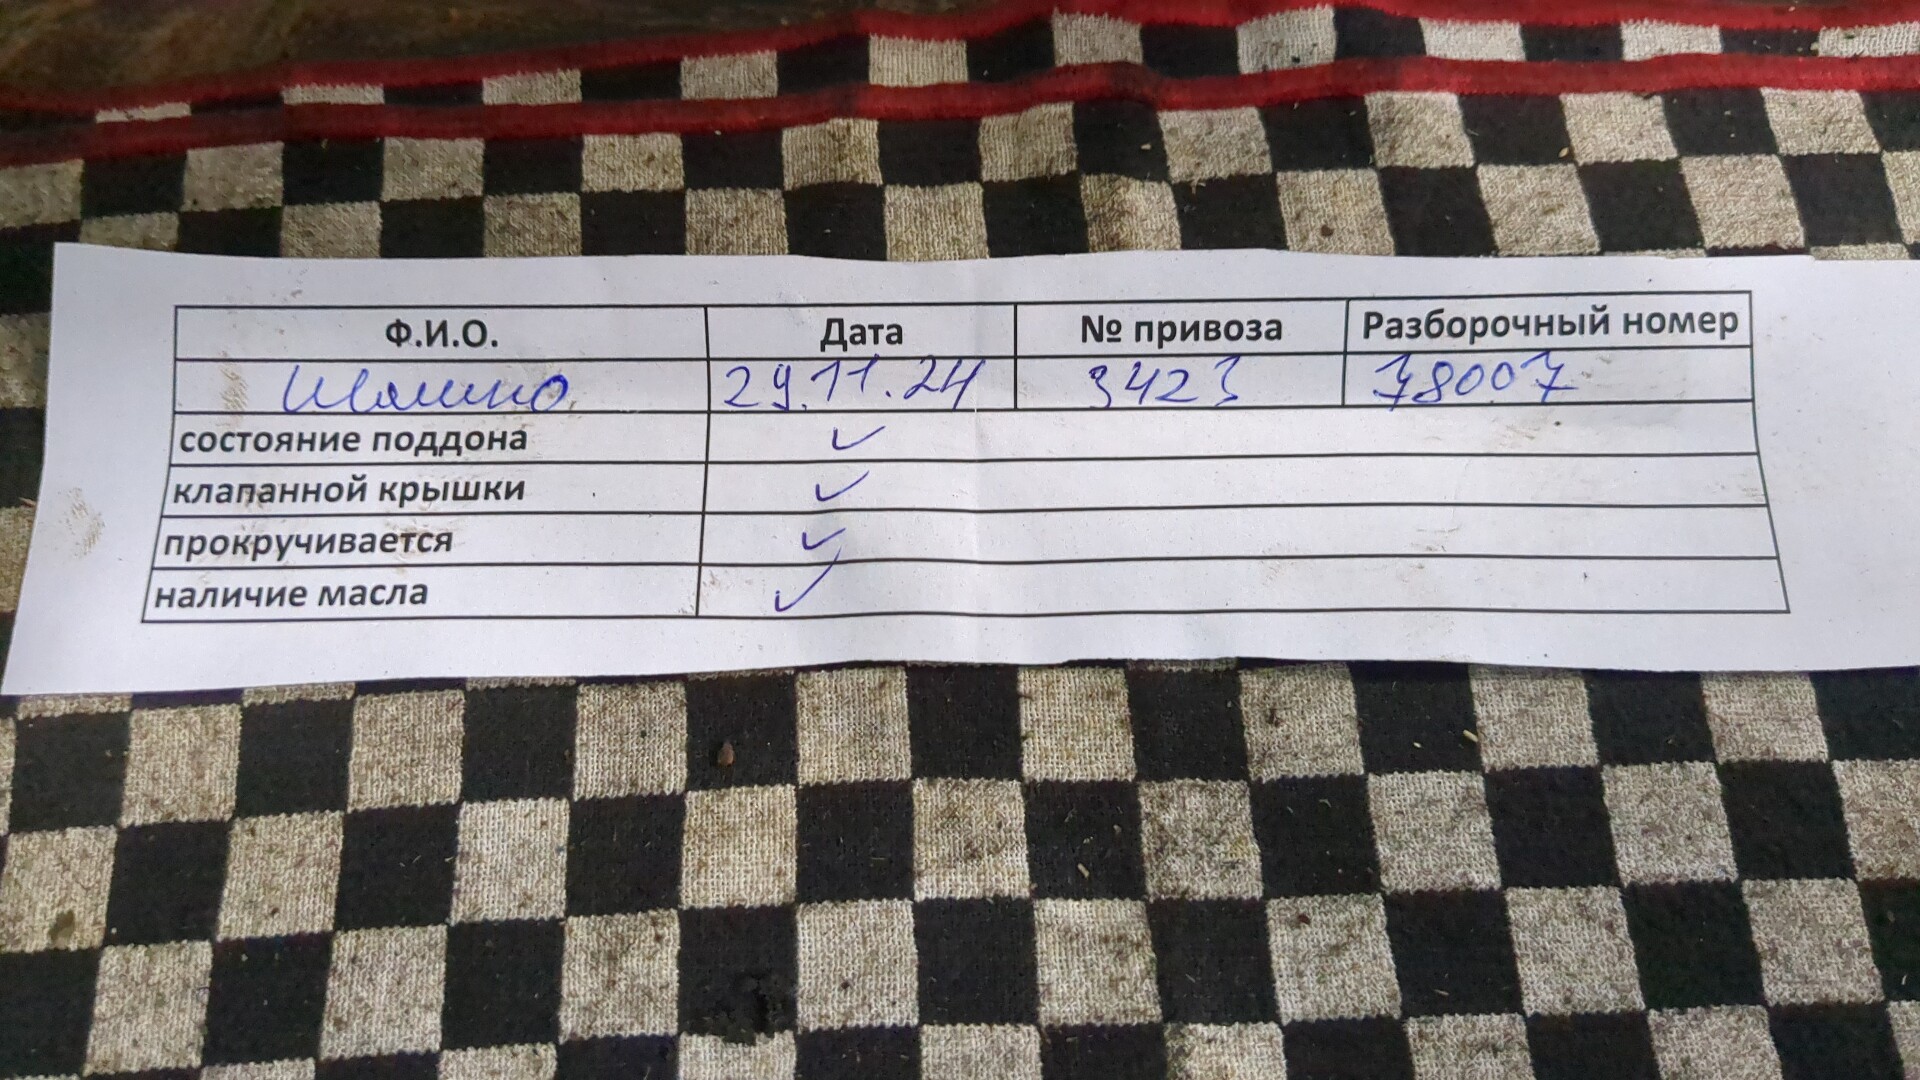 Ф.И.О. Дата № привоза Разборочный номер
29.11.24 3423 78007
состояние поддона ✓
клапанной крышки ✓
прокручивается ✓
наличие масла ✓